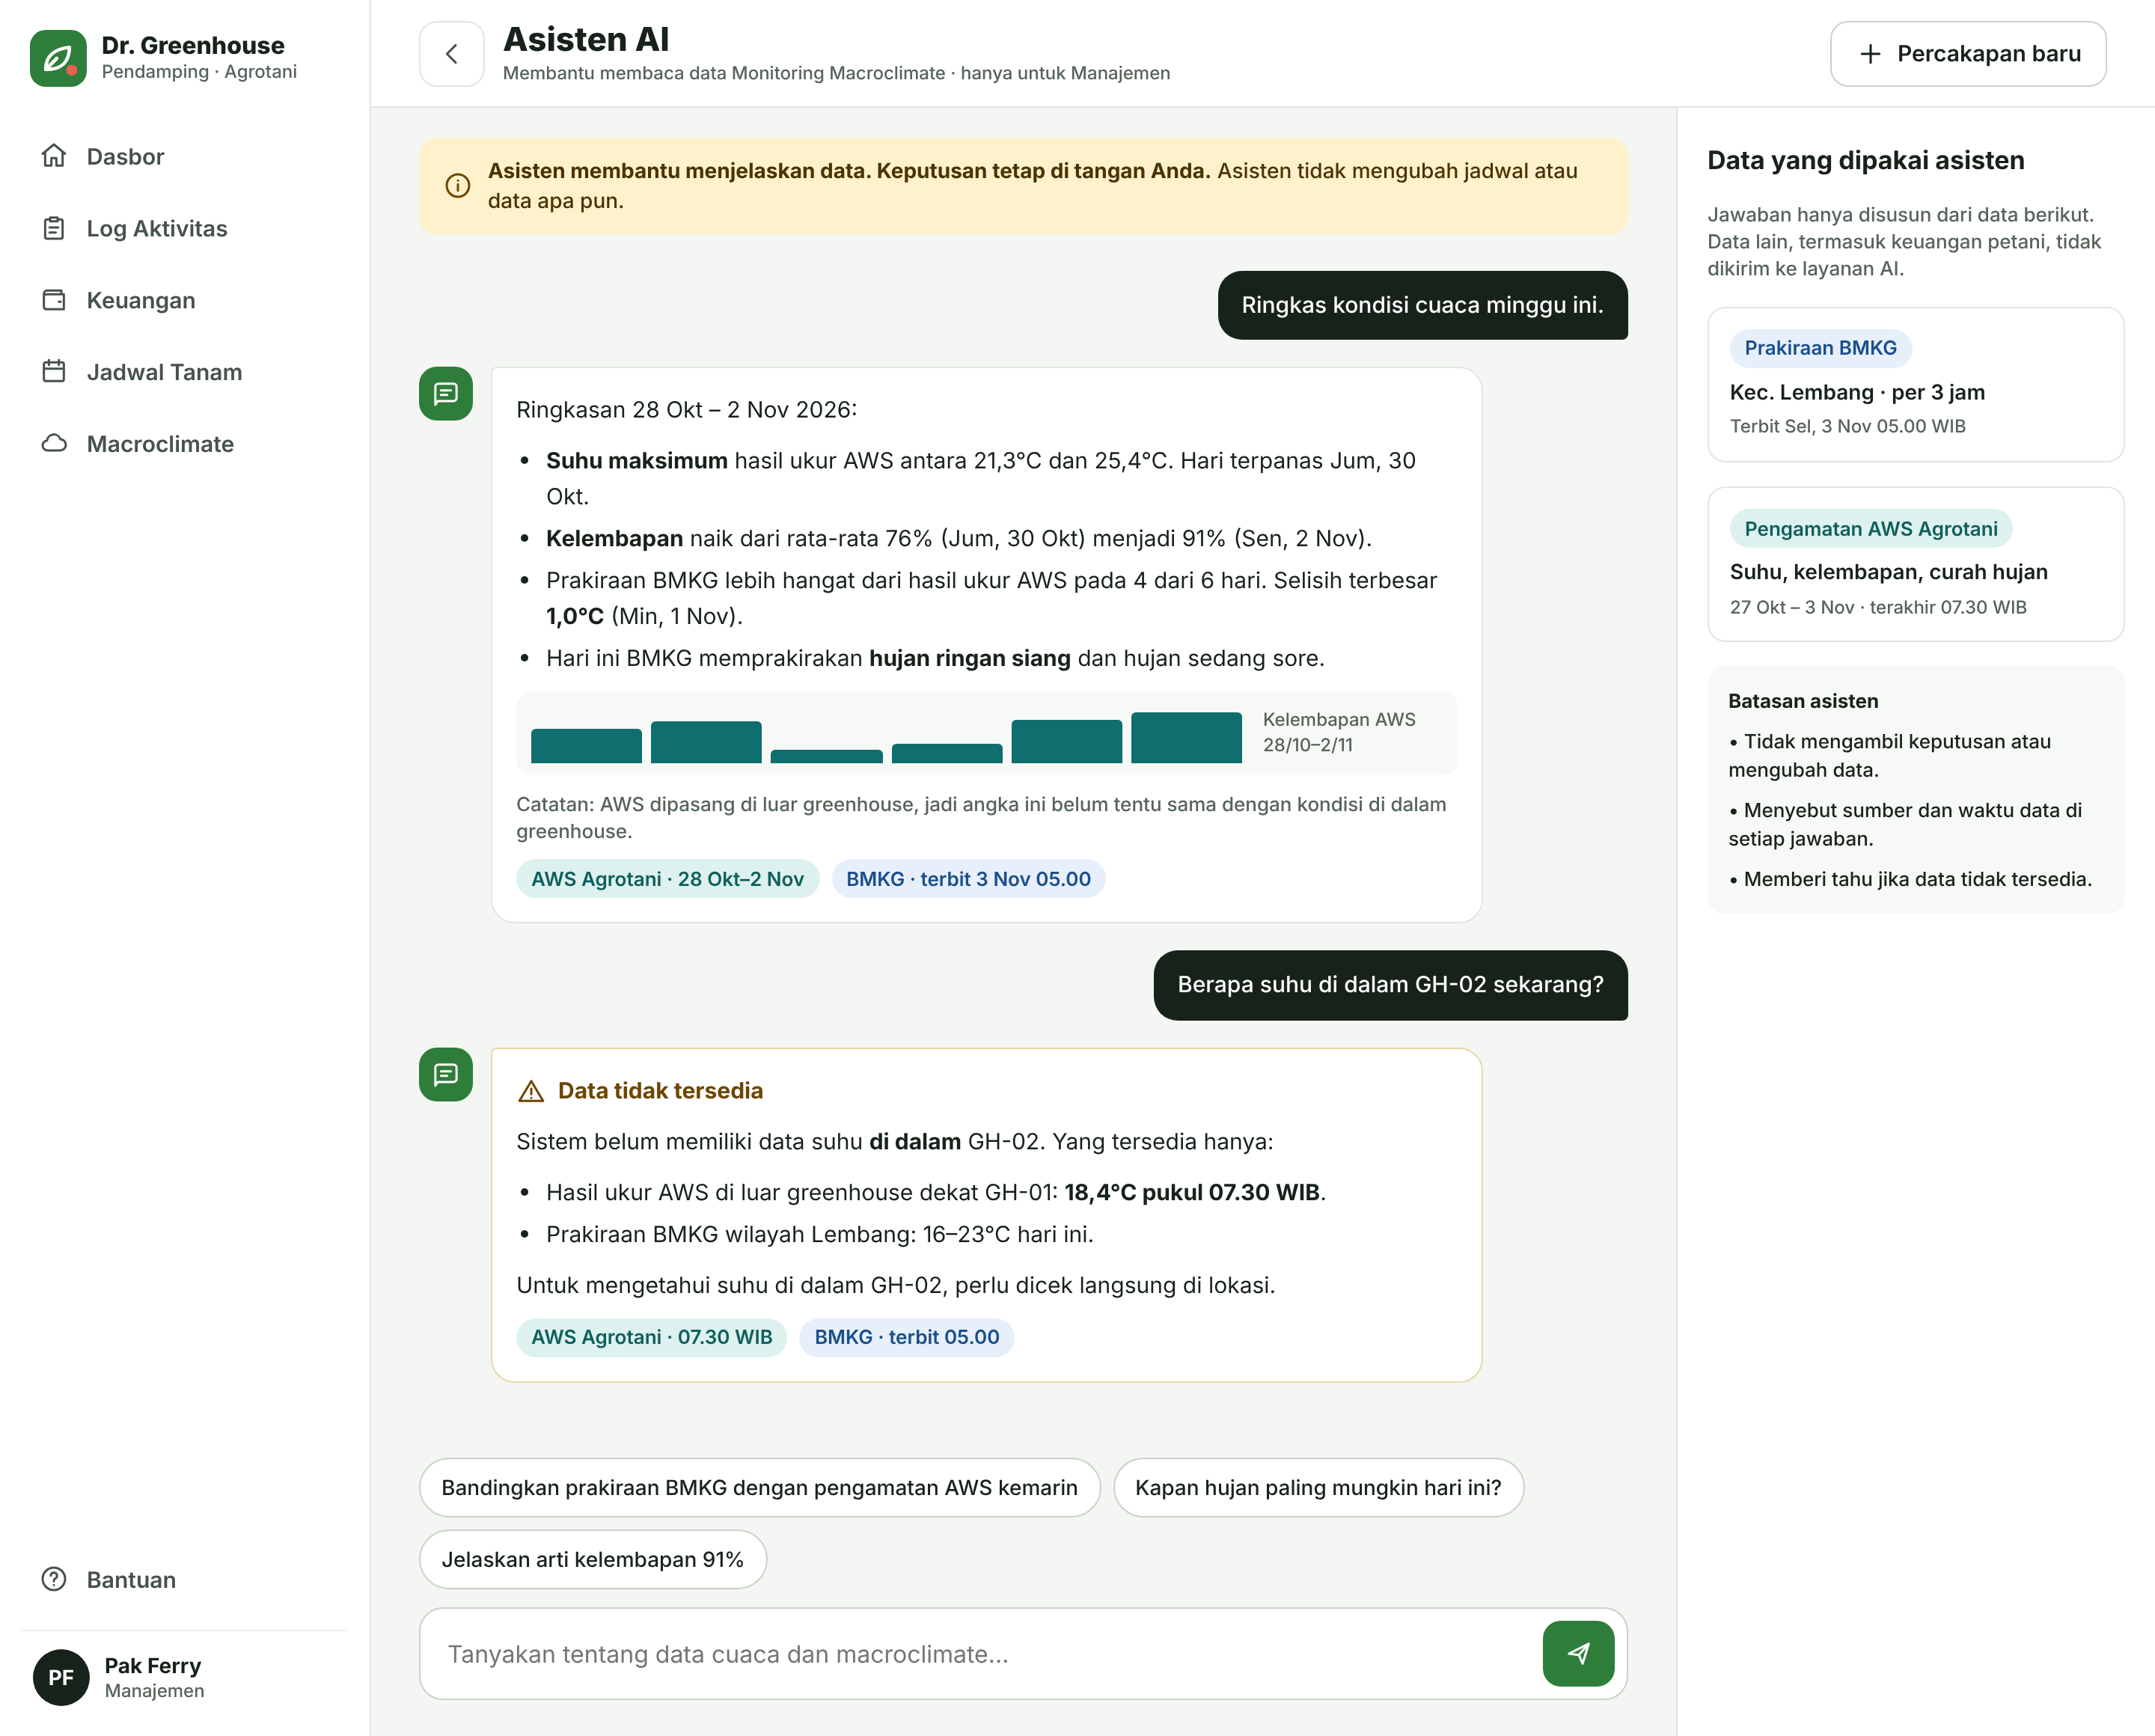 Dr. Greenhouse
Pendamping · Agrotani
Dasbor
Log Aktivitas
Keuangan
Jadwal Tanam
Macroclimate
Bantuan
PF
Pak Ferry
Manajemen
Asisten AI
Membantu membaca data Monitoring Macroclimate · hanya untuk Manajemen
Percakapan baru
Asisten membantu menjelaskan data. Keputusan tetap di tangan Anda. Asisten tidak mengubah jadwal atau
data apa pun.
Ringkas kondisi cuaca minggu ini.
Ringkasan 28 Okt – 2 Nov 2026:
• Suhu maksimum hasil ukur AWS antara 21,3°C dan 25,4°C. Hari terpanas Jum, 30
Okt.
• Kelembapan naik dari rata-rata 76% (Jum, 30 Okt) menjadi 91% (Sen, 2 Nov).
• Prakiraan BMKG lebih hangat dari hasil ukur AWS pada 4 dari 6 hari. Selisih terbesar
1,0°C (Min, 1 Nov).
• Hari ini BMKG memprakirakan hujan ringan siang dan hujan sedang sore.
Kelembapan AWS
28/10–2/11
Catatan: AWS dipasang di luar greenhouse, jadi angka ini belum tentu sama dengan kondisi di dalam
greenhouse.
AWS Agrotani · 28 Okt–2 Nov
BMKG · terbit 3 Nov 05.00
Berapa suhu di dalam GH-02 sekarang?
Data tidak tersedia
Sistem belum memiliki data suhu di dalam GH-02. Yang tersedia hanya:
• Hasil ukur AWS di luar greenhouse dekat GH-01: 18,4°C pukul 07.30 WIB.
• Prakiraan BMKG wilayah Lembang: 16–23°C hari ini.
Untuk mengetahui suhu di dalam GH-02, perlu dicek langsung di lokasi.
AWS Agrotani · 07.30 WIB
BMKG · terbit 05.00
Bandingkan prakiraan BMKG dengan pengamatan AWS kemarin
Kapan hujan paling mungkin hari ini?
Jelaskan arti kelembapan 91%
Tanyakan tentang data cuaca dan macroclimate...
Data yang dipakai asisten
Jawaban hanya disusun dari data berikut.
Data lain, termasuk keuangan petani, tidak
dikirim ke layanan AI.
Prakiraan BMKG
Kec. Lembang · per 3 jam
Terbit Sel, 3 Nov 05.00 WIB
Pengamatan AWS Agrotani
Suhu, kelembapan, curah hujan
27 Okt – 3 Nov · terakhir 07.30 WIB
Batasan asisten
• Tidak mengambil keputusan atau
mengubah data.
• Menyebut sumber dan waktu data di
setiap jawaban.
• Memberi tahu jika data tidak tersedia.